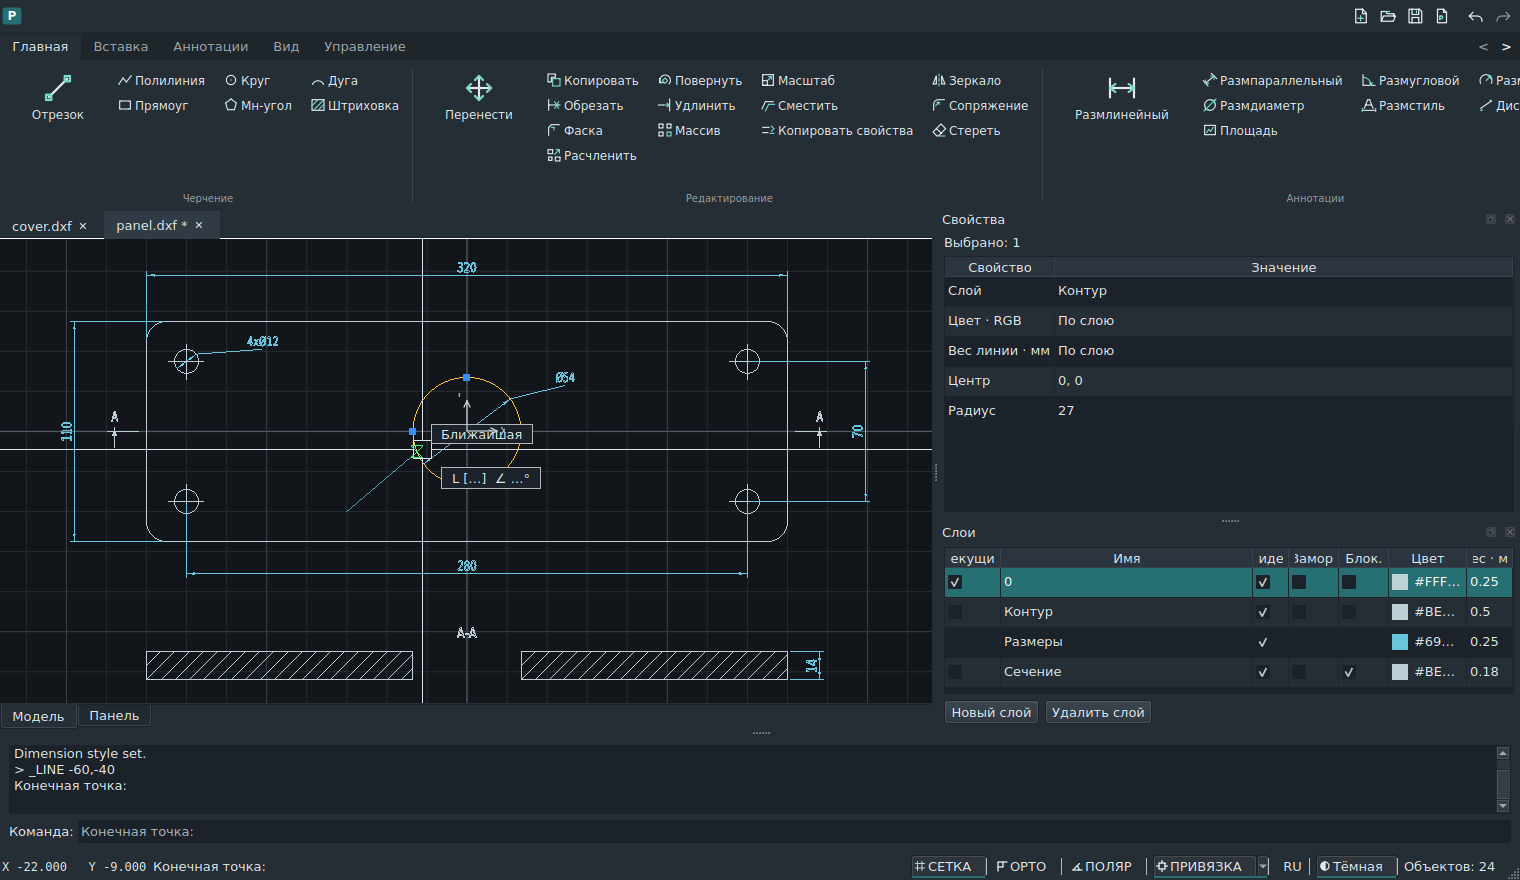 P
Главная Вставка Аннотации Вид Управление < >
Отрезок Полилиния Круг Дуга
Прямоуг Мн-угол Штриховка
Черчение
Перенести Копировать Повернуть Масштаб Зеркало
Обрезать Удлинить Сместить Сопряжение
Фаска Массив Копировать свойства Стереть
Расчленить
Редактирование
Размлинейный Размпараллельный Размугловой
Размдиаметр Размстиль
Площадь
Аннотации
cover.dxf × panel.dxf * ×
320
4xØ12
Ø54
A A
110
70
Ближайшая
L [...] ∠ ...°
280
A-A
14
Модель Панель
Свойства
Выбрано: 1
Свойство Значение
Слой Контур
Цвет · RGB По слою
Вес линии · мм По слою
Центр 0, 0
Радиус 27
Слои
екущи Имя иде Замор Блок. Цвет ес · м
0 #FFF... 0.25
Контур #BE... 0.5
Размеры #69... 0.25
Сечение #BE... 0.18
Новый слой Удалить слой
Dimension style set.
> _LINE -60,-40
Конечная точка:
Команда: Конечная точка:
X -22.000 Y -9.000 Конечная точка: СЕТКА ОРТО ПОЛЯР ПРИВЯЗКА RU Тёмная Объектов: 24